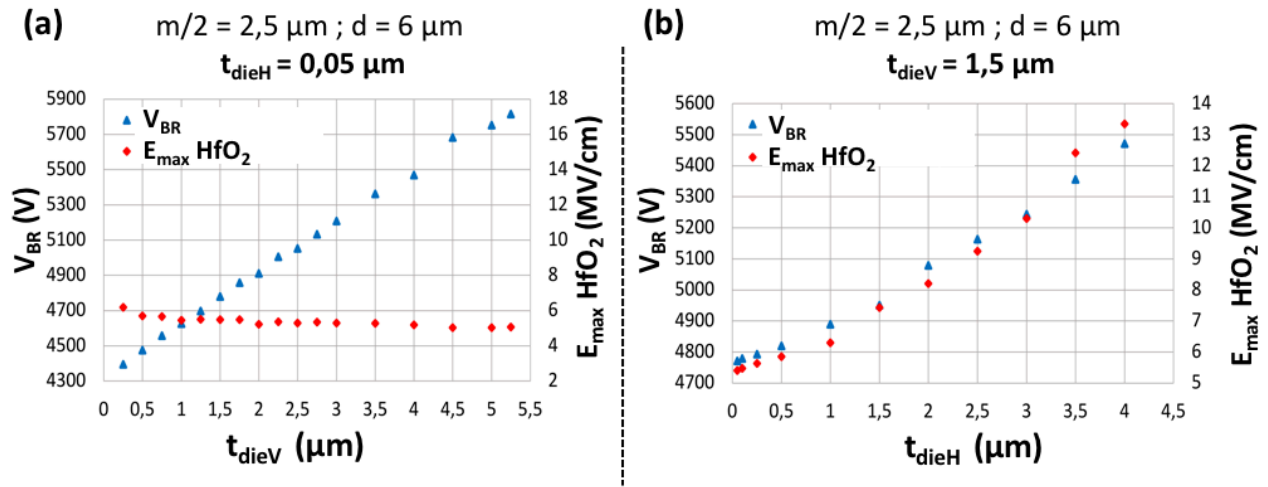 (a)
m/2 = 2,5 µm ; d = 6 µm
t_dieH = 0,05 µm
V_BR
E_max HfO₂
5900
5700
5500
5300
5100
4900
4700
4500
4300
18
16
14
12
10
8
6
4
2
0 0,5 1 1,5 2 2,5 3 3,5 4 4,5 5 5,5
V_BR (V)
E_max HfO₂ (MV/cm)
t_dieV (µm)
(b)
m/2 = 2,5 µm ; d = 6 µm
t_dieV = 1,5 µm
V_BR
E_max HfO₂
5600
5500
5400
5300
5200
5100
5000
4900
4800
4700
14
13
12
11
10
9
8
7
6
5
0 0,5 1 1,5 2 2,5 3 3,5 4 4,5
V_BR (V)
E_max HfO₂ (MV/cm)
t_dieH (µm)